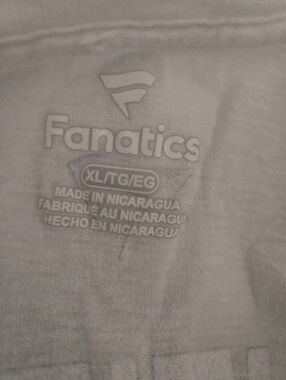 Fanatics
XL/TG/EG
MADE IN NICARAGUA
FABRIQUÉ AU NICARAGUA
HECHO EN NICARAGUA